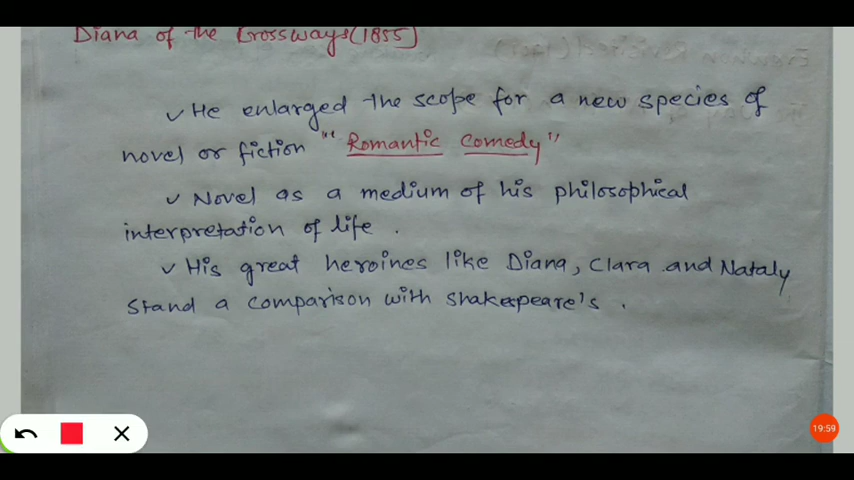 Diana of the Crossways(1855)
✓ He enlarged the scope for a new species of
novel or fiction "Romantic Comedy"
✓ Novel as a medium of his philosophical
interpretation of life .
✓ His great heroines like Diana, Clara and Nataly
stand a comparison with shakespeare's .
19:59